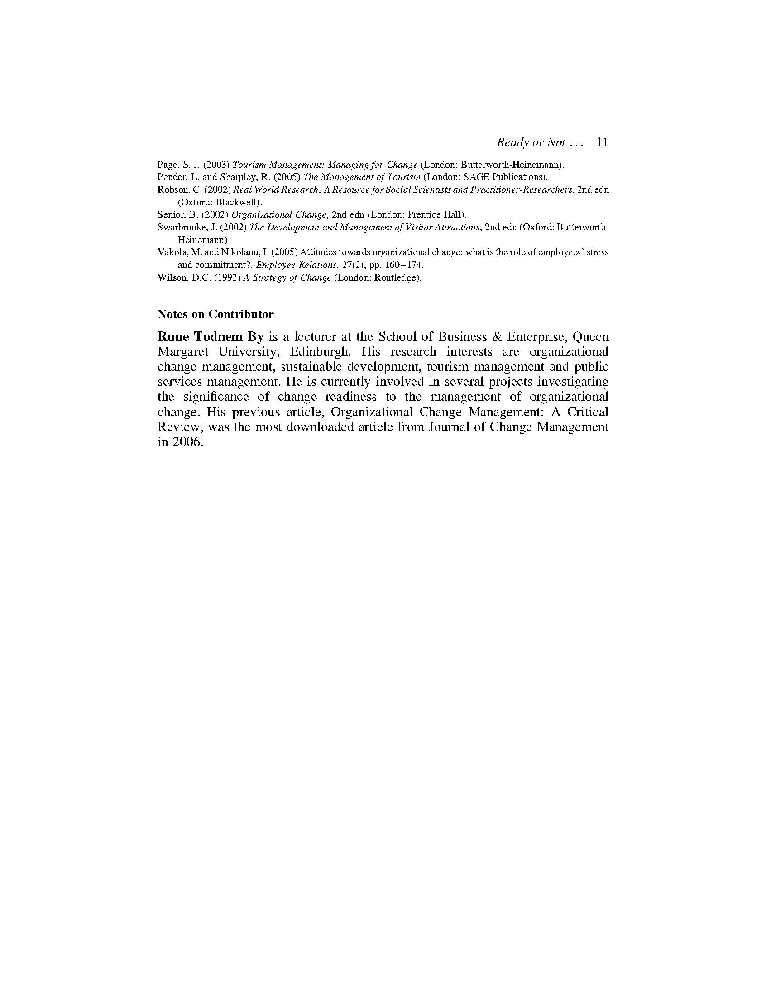 Ready or Not ... 11
Page, S. J. (2003) Tourism Management: Managing for Change (London: Butterworth-Heinemann).
Pender, L. and Sharpley, R. (2005) The Management of Tourism (London: SAGE Publications).
Robson, C. (2002) Real World Research: A Resource for Social Scientists and Practitioner-Researchers, 2nd edn
(Oxford: Blackwell).
Senior, B. (2002) Organizational Change, 2nd edn (London: Prentice Hall).
Swarbrooke, J. (2002) The Development and Management of Visitor Attractions, 2nd edn (Oxford: Butterworth-
Heinemann)
Vakola, M. and Nikolaou, I. (2005) Attitudes towards organizational change: what is the role of employees’ stress
and commitment?, Employee Relations, 27(2), pp. 160–174.
Wilson, D.C. (1992) A Strategy of Change (London: Routledge).
Notes on Contributor
Rune Todnem By is a lecturer at the School of Business & Enterprise, Queen
Margaret University, Edinburgh. His research interests are organizational
change management, sustainable development, tourism management and public
services management. He is currently involved in several projects investigating
the significance of change readiness to the management of organizational
change. His previous article, Organizational Change Management: A Critical
Review, was the most downloaded article from Journal of Change Management
in 2006.